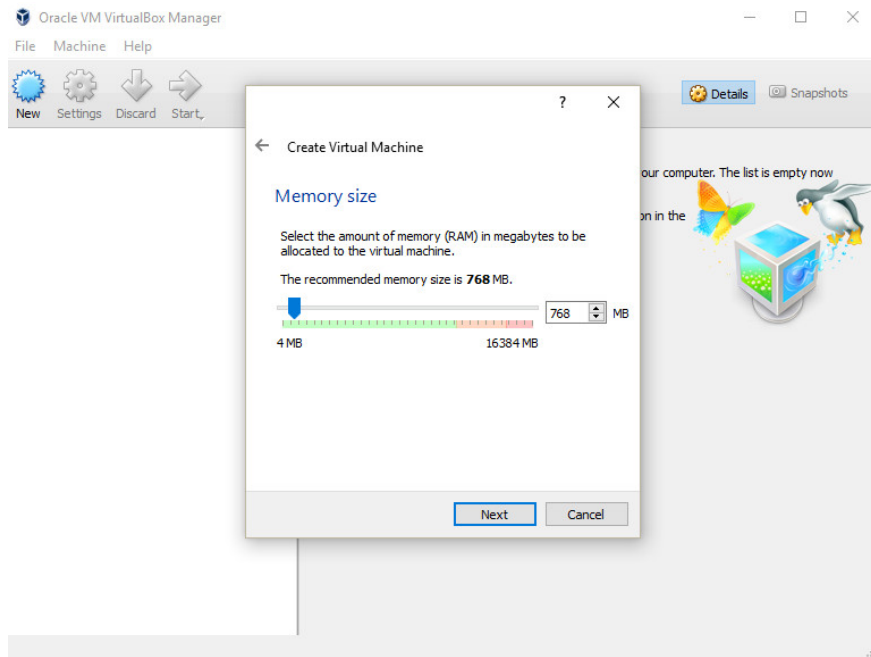 Oracle VM VirtualBox Manager
File Machine Help
New Settings Discard Start
Details Snapshots
? 
Create Virtual Machine
our computer. The list is empty now
Memory size
on in the
Select the amount of memory (RAM) in megabytes to be
allocated to the virtual machine.
The recommended memory size is 768 MB.
768 MB
4 MB 16384 MB
Next Cancel